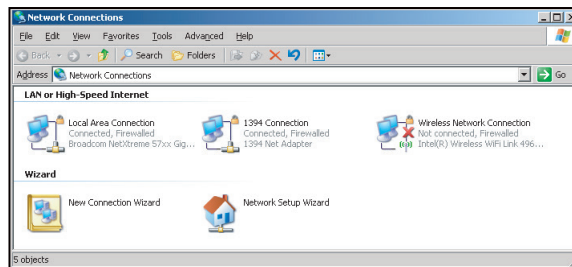 Network Connections
File Edit View Favorites Tools Advanced Help
Back Search Folders
Address Network Connections Go
LAN or High-Speed Internet
Local Area Connection
Connected, Firewalled
Broadcom NetXtreme 57xx Gig...
1394 Connection
Connected, Firewalled
1394 Net Adapter
Wireless Network Connection
Not connected, Firewalled
Intel(R) Wireless WiFi Link 496...
Wizard
New Connection Wizard
Network Setup Wizard
5 objects